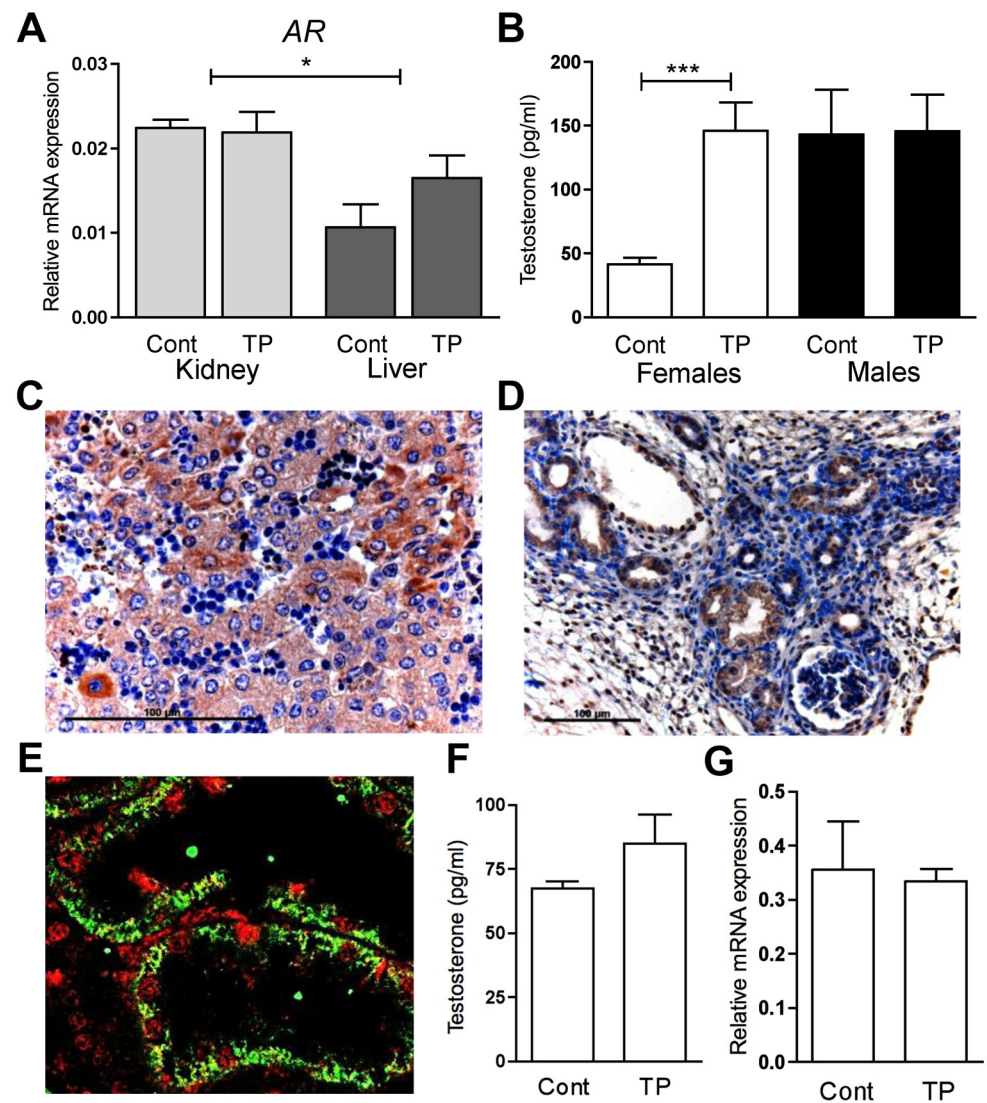 A
AR
*
Relative mRNA expression
0.03
0.02
0.01
0.00
Cont
TP
Cont
TP
Kidney
Liver
B
***
Testosterone (pg/ml)
200
150
100
50
0
Cont
TP
Cont
TP
Females
Males
C
100 µm
D
100 µm
E
F
Testosterone (pg/ml)
100
75
50
25
0
Cont
TP
G
Relative mRNA expression
0.5
0.4
0.3
0.2
0.1
0.0
Cont
TP